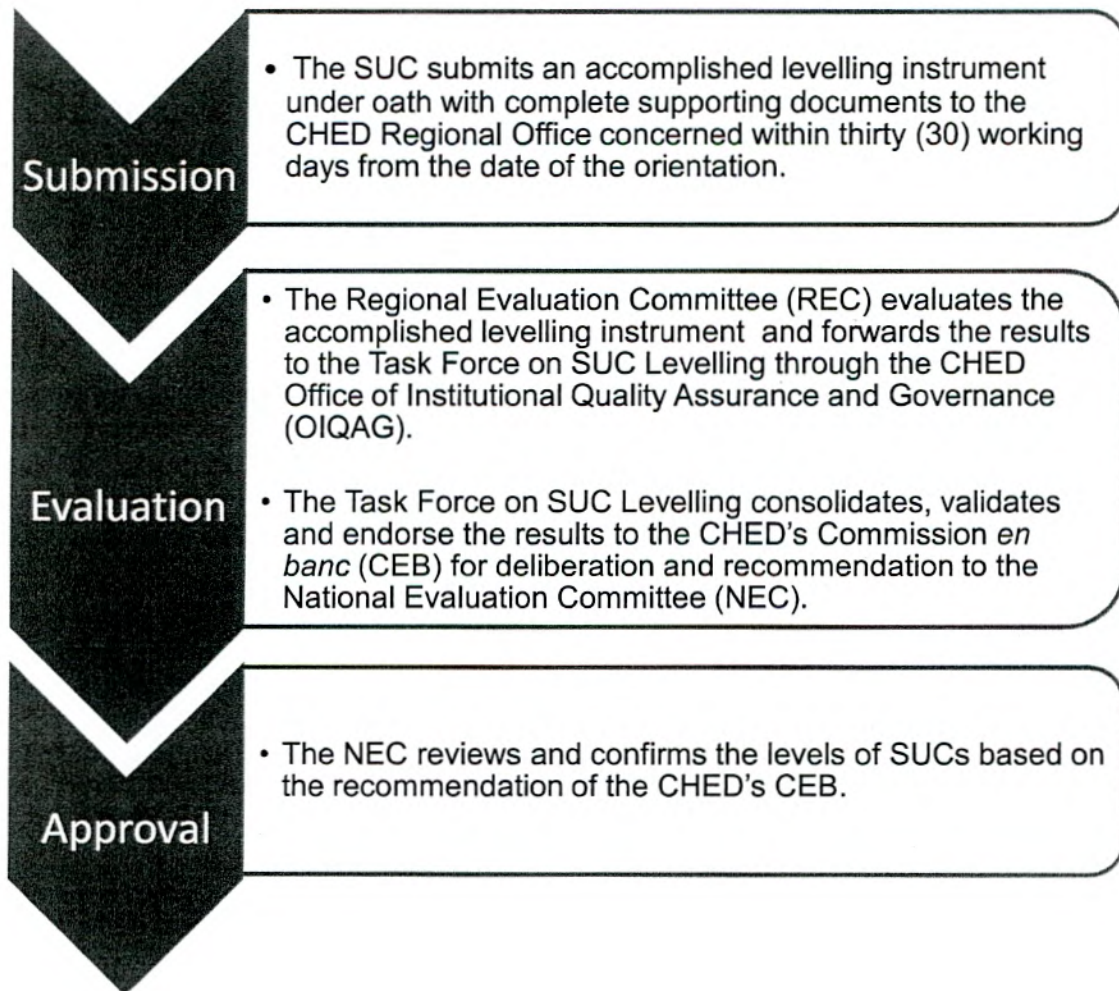 Submission
• The SUC submits an accomplished levelling instrument
under oath with complete supporting documents to the
CHED Regional Office concerned within thirty (30) working
days from the date of the orientation.
Evaluation
• The Regional Evaluation Committee (REC) evaluates the
accomplished levelling instrument and forwards the results
to the Task Force on SUC Levelling through the CHED
Office of Institutional Quality Assurance and Governance
(OIQAG).
• The Task Force on SUC Levelling consolidates, validates
and endorse the results to the CHED's Commission en
banc (CEB) for deliberation and recommendation to the
National Evaluation Committee (NEC).
Approval
• The NEC reviews and confirms the levels of SUCs based on
the recommendation of the CHED's CEB.